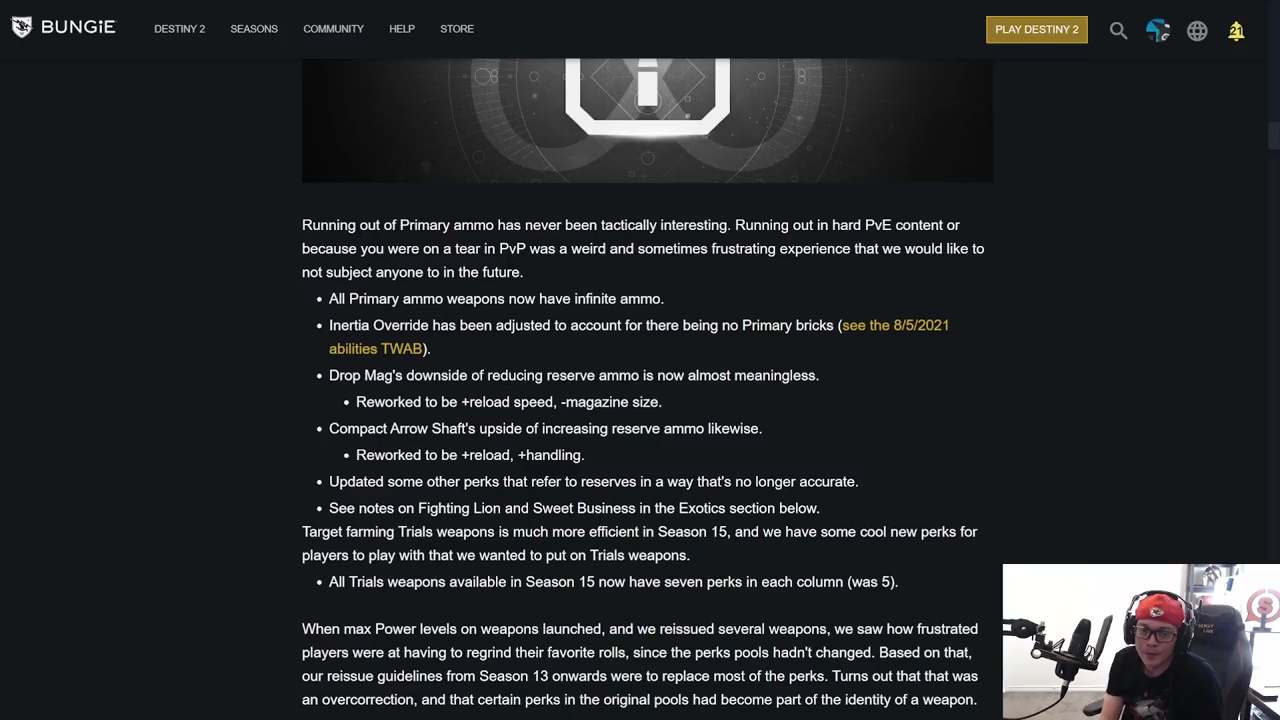 BUNGiE
DESTINY 2 SEASONS COMMUNITY HELP STORE
PLAY DESTINY 2
21
Running out of Primary ammo has never been tactically interesting. Running out in hard PvE content or
because you were on a tear in PvP was a weird and sometimes frustrating experience that we would like to
not subject anyone to in the future.
• All Primary ammo weapons now have infinite ammo.
• Inertia Override has been adjusted to account for there being no Primary bricks (see the 8/5/2021
abilities TWAB).
• Drop Mag's downside of reducing reserve ammo is now almost meaningless.
• Reworked to be +reload speed, -magazine size.
• Compact Arrow Shaft's upside of increasing reserve ammo likewise.
• Reworked to be +reload, +handling.
• Updated some other perks that refer to reserves in a way that's no longer accurate.
• See notes on Fighting Lion and Sweet Business in the Exotics section below.
Target farming Trials weapons is much more efficient in Season 15, and we have some cool new perks for
players to play with that we wanted to put on Trials weapons.
• All Trials weapons available in Season 15 now have seven perks in each column (was 5).
When max Power levels on weapons launched, and we reissued several weapons, we saw how frustrated
players were at having to regrind their favorite rolls, since the perks pools hadn't changed. Based on that,
our reissue guidelines from Season 13 onwards were to replace most of the perks. Turns out that that was
an overcorrection, and that certain perks in the original pools had become part of the identity of a weapon.